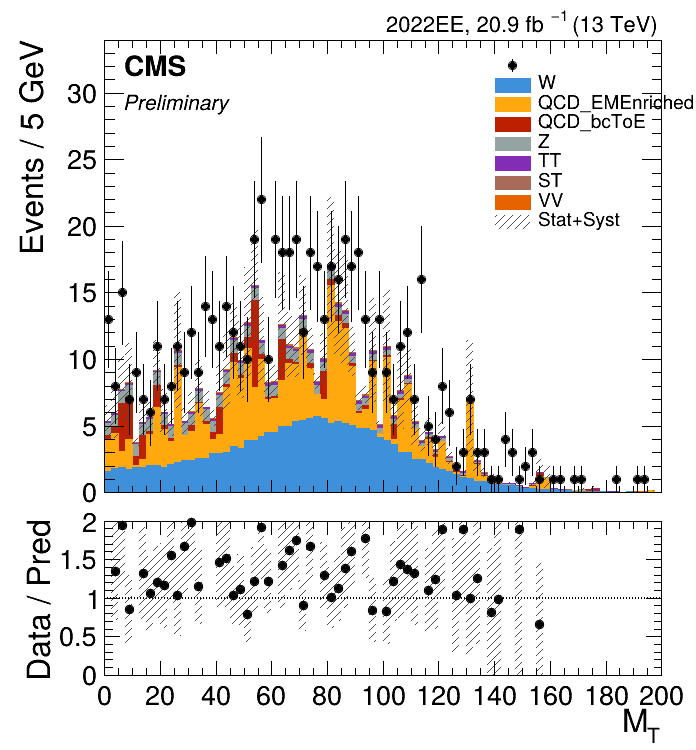 2022EE, 20.9 fb⁻¹ (13 TeV)
CMS
Preliminary
Events / 5 GeV
30
25
20
15
10
5
0
W
QCD_EMEnriched
QCD_bcToE
Z
TT
ST
VV
Stat+Syst
Data / Pred
2
1.5
1
0.5
0
0 20 40 60 80 100 120 140 160 180 200
M_T